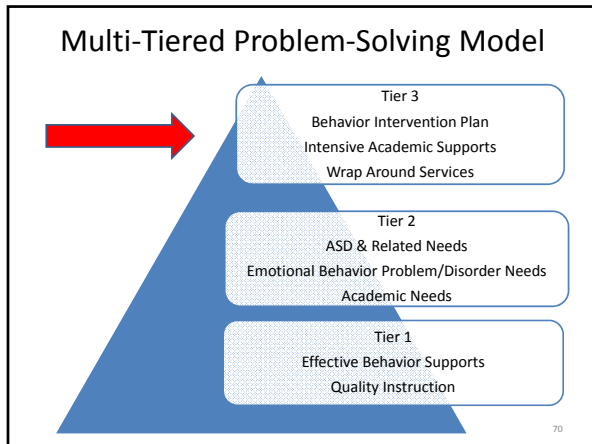 Multi-Tiered Problem-Solving Model
Tier 3
Behavior Intervention Plan
Intensive Academic Supports
Wrap Around Services
Tier 2
ASD & Related Needs
Emotional Behavior Problem/Disorder Needs
Academic Needs
Tier 1
Effective Behavior Supports
Quality Instruction
70